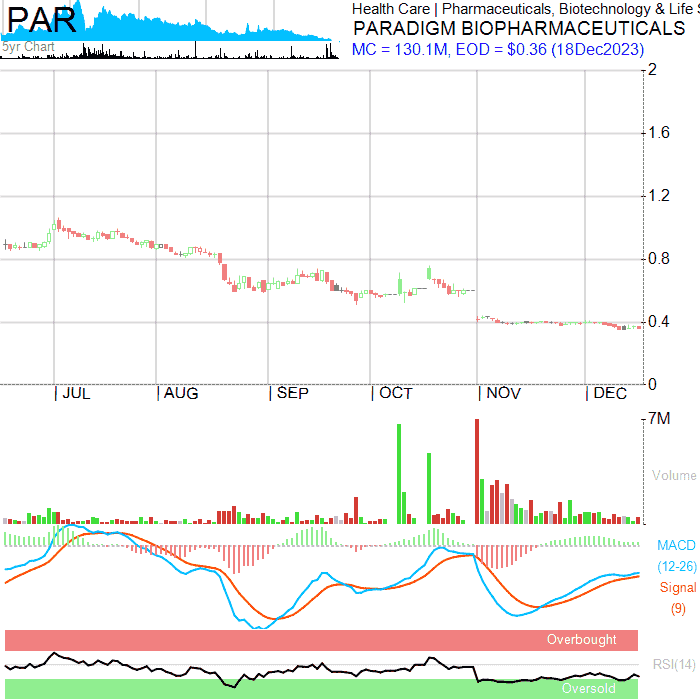 PAR
5yr Chart
Health Care | Pharmaceuticals, Biotechnology & Life S
PARADIGM BIOPHARMACEUTICALS
MC = 130.1M, EOD = $0.36 (18Dec2023)
2
1.6
1.2
0.8
0.4
0
| JUL | AUG | SEP | OCT | NOV | DEC
7M
Volume
MACD
(12-26)
Signal
(9)
Overbought
RSI(14)
Oversold